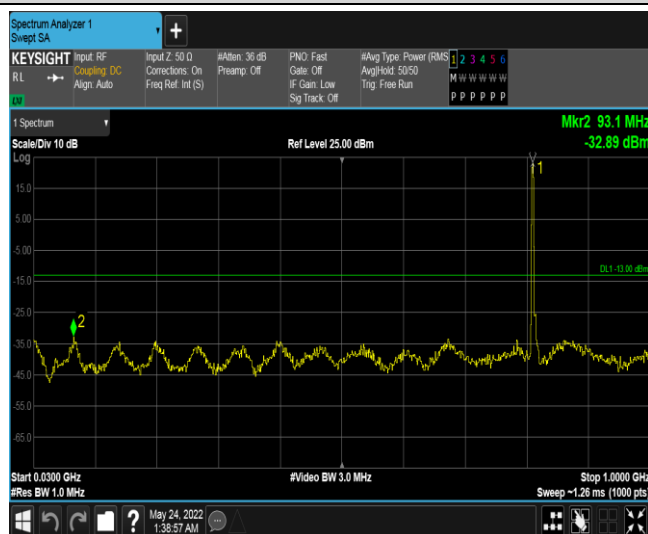 Spectrum Analyzer 1
Swept SA
+
KEYSIGHT
RL
LXI
Input: RF
Coupling: DC
Align: Auto
Input Z: 50 Ω
Corrections: On
Freq Ref: Int (S)
#Atten: 36 dB
Preamp: Off
PNO: Fast
Gate: Off
IF Gain: Low
Sig Track: Off
#Avg Type: Power (RMS
Avg|Hold: 50/50
Trig: Free Run
1 2 3 4 5 6
M W W W W W
P P P P P P
1 Spectrum
Mkr2 93.1 MHz
Scale/Div 10 dB
Ref Level 25.00 dBm
-32.89 dBm
Log
1
15.0
5.00
-5.00
DL1 -13.00 dBm
-15.0
-25.0
2
-35.0
-45.0
-55.0
-65.0
Start 0.0300 GHz
#Video BW 3.0 MHz
Stop 1.0000 GHz
#Res BW 1.0 MHz
Sweep ~1.26 ms (1000 pts)
?
May 24, 2022
1:38:57 AM